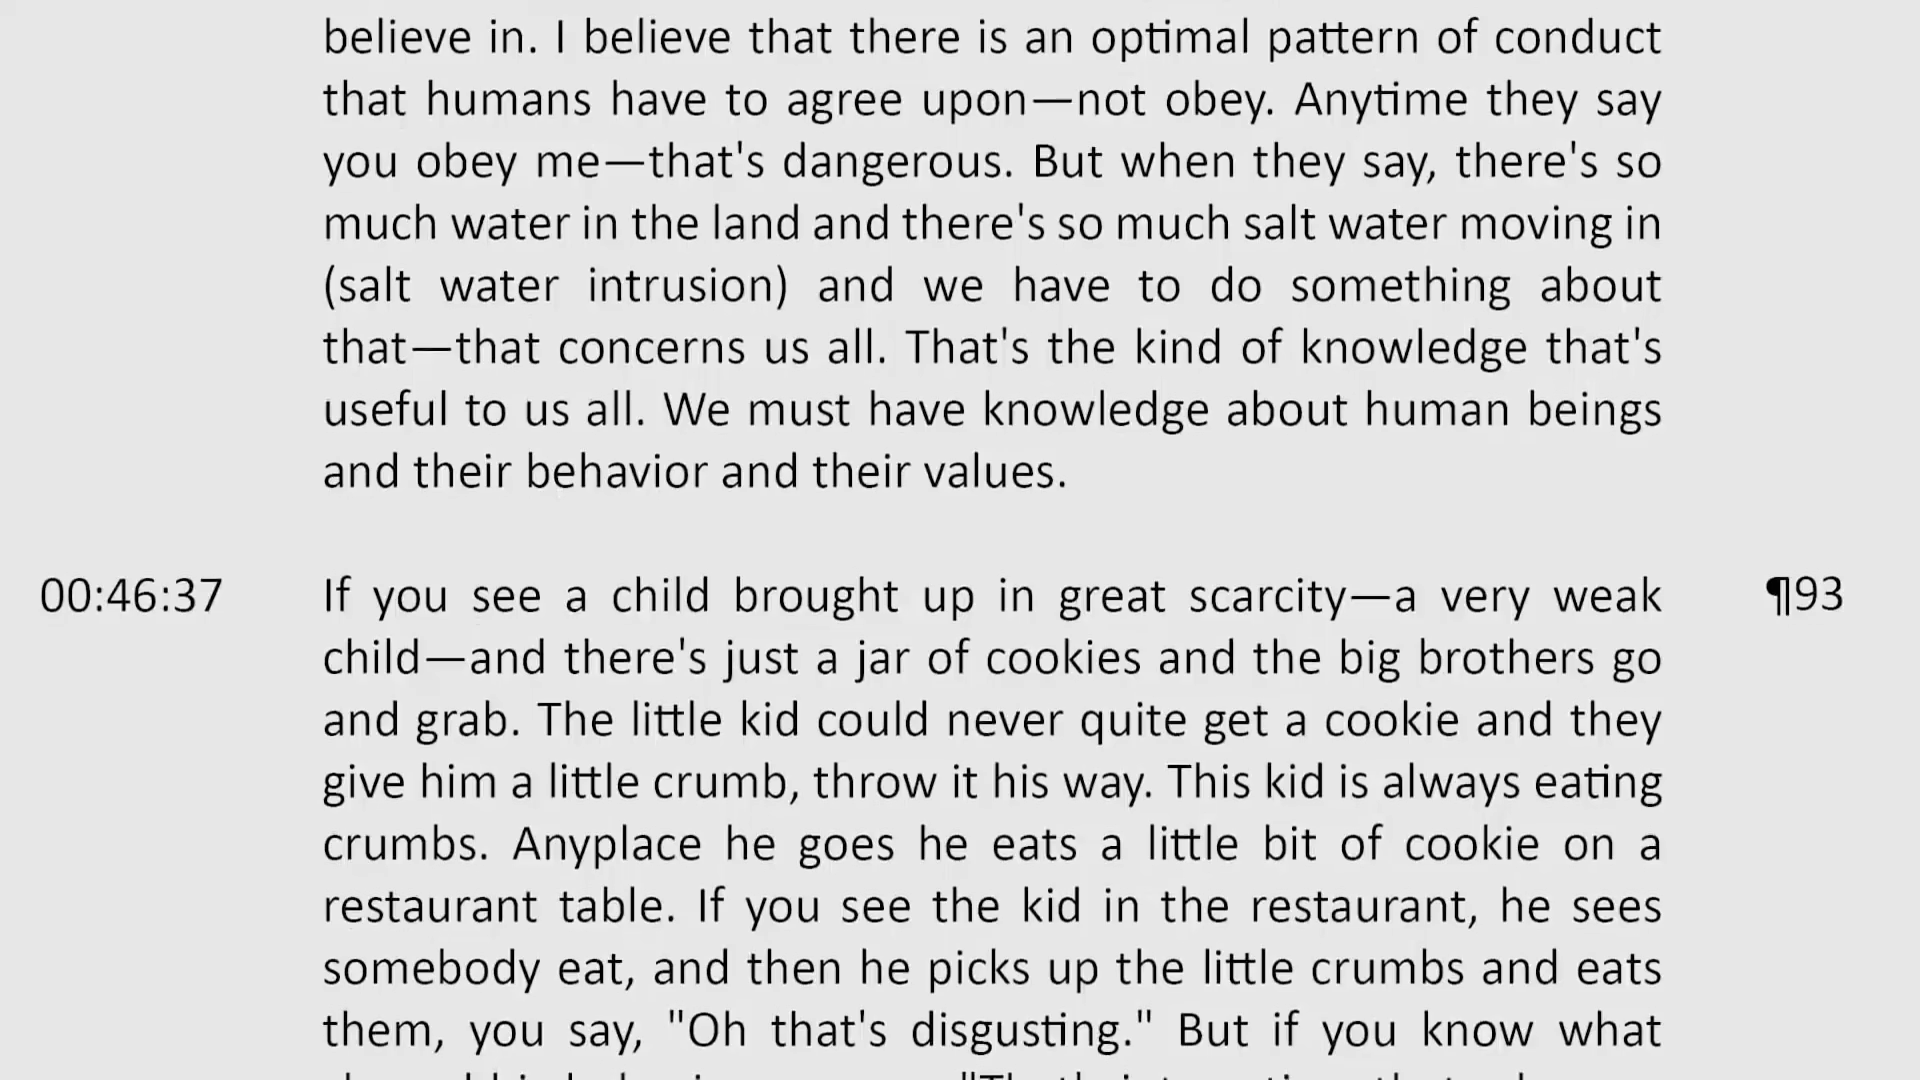 believe in. I believe that there is an optimal pattern of conduct
that humans have to agree upon—not obey. Anytime they say
you obey me—that's dangerous. But when they say, there's so
much water in the land and there's so much salt water moving in
(salt water intrusion) and we have to do something about
that—that concerns us all. That's the kind of knowledge that's
useful to us all. We must have knowledge about human beings
and their behavior and their values.
00:46:37 If you see a child brought up in great scarcity—a very weak ¶93
child—and there's just a jar of cookies and the big brothers go
and grab. The little kid could never quite get a cookie and they
give him a little crumb, throw it his way. This kid is always eating
crumbs. Anyplace he goes he eats a little bit of cookie on a
restaurant table. If you see the kid in the restaurant, he sees
somebody eat, and then he picks up the little crumbs and eats
them, you say, "Oh that's disgusting." But if you know what